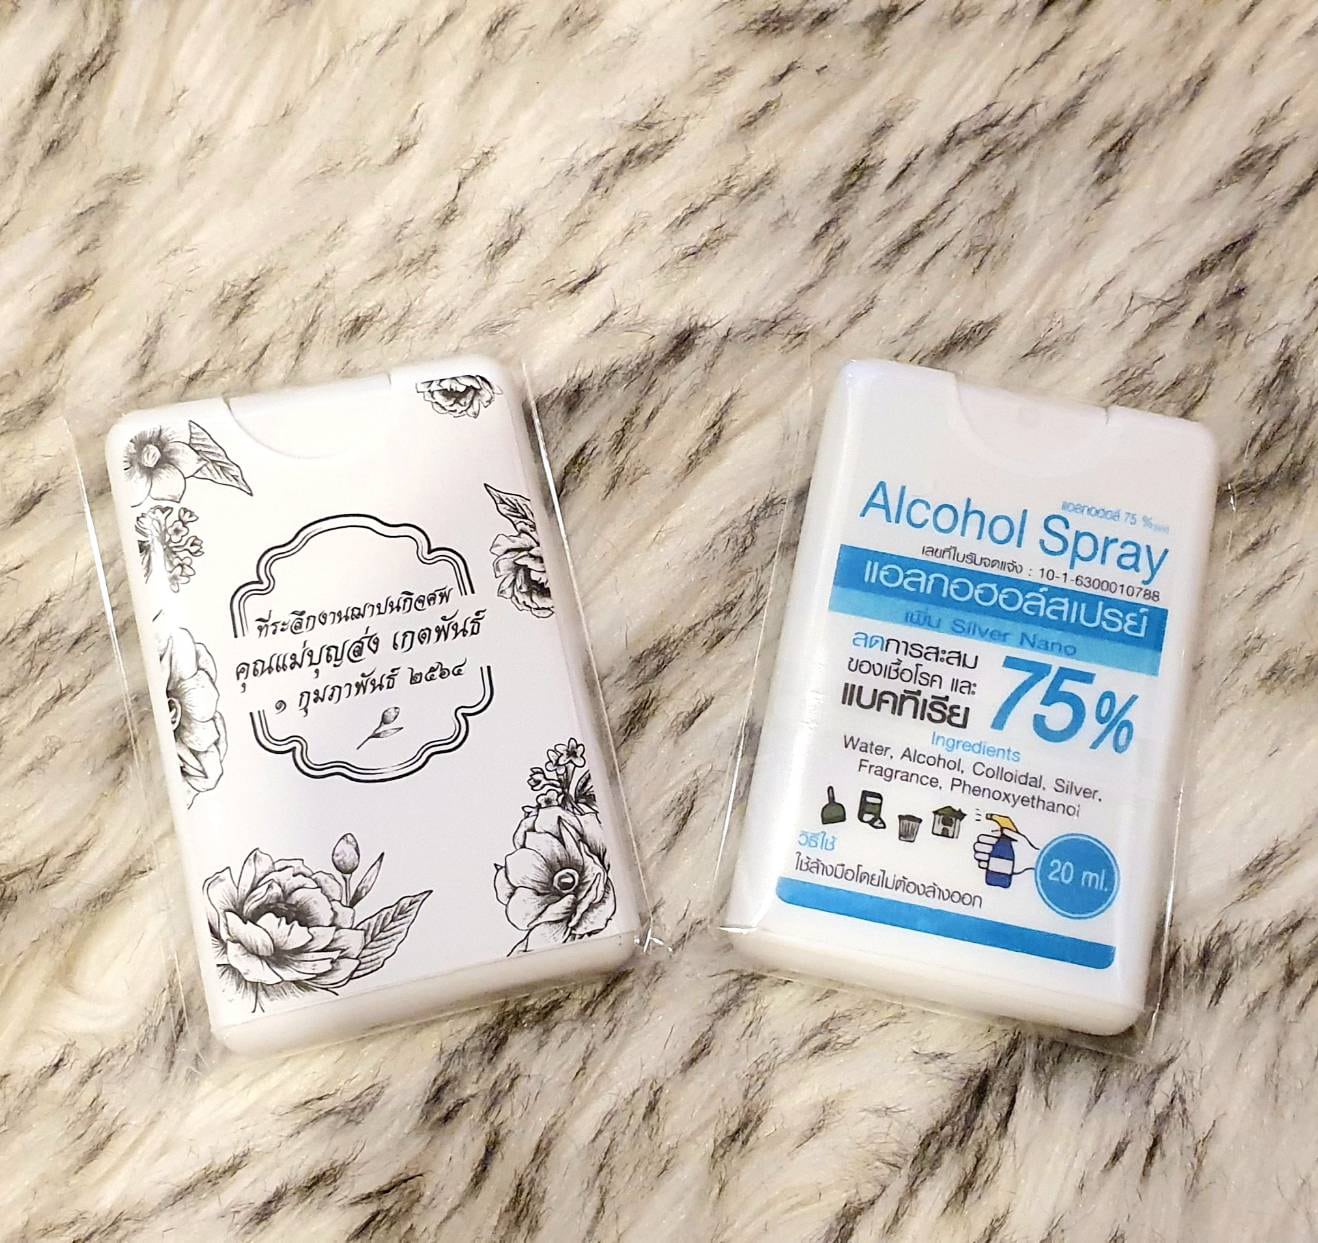 ที่ระลึกงานฌาปนกิจศพ
คุณแม่บุญส่ง เกตพันธ์
๑ กุมภาพันธ์ ๒๕๖๔
แอลกอฮอล์ 75 %
Alcohol Spray
เลขที่ใบรับจดแจ้ง : 10-1-6300010788
แอลกอฮอล์สเปรย์
เพิ่ม Silver Nano
ลดการสะสม
ของเชื้อโรค และ
แบคทีเรีย
75%
Ingredients
Water, Alcohol, Colloidal, Silver,
Fragrance, Phenoxyethanol
วิธีใช้
ใช้ล้างมือโดยไม่ต้องล้างออก
20 ml.